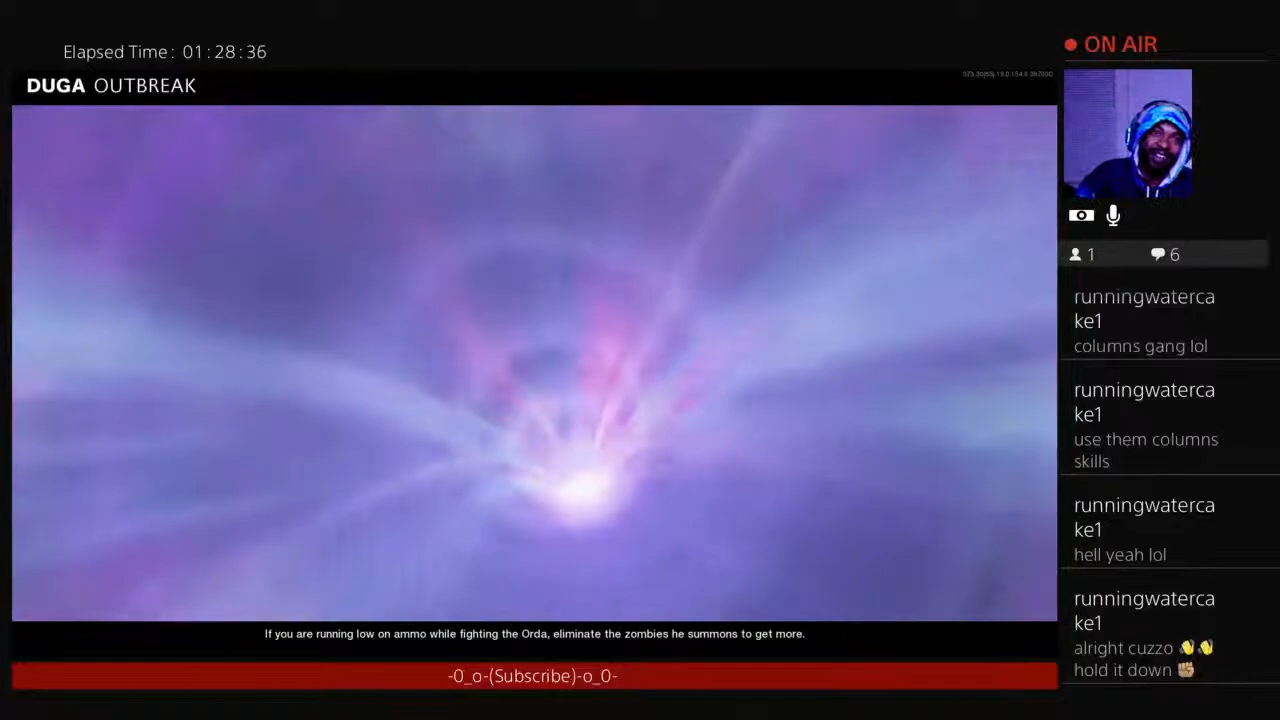 Elapsed Time: 01:28:36
ON AIR
DUGA OUTBREAK
1
6
runningwaterca
ke1
columns gang lol
runningwaterca
ke1
use them columns
skills
runningwaterca
ke1
hell yeah lol
runningwaterca
ke1
alright cuzzo 👋👋
hold it down ✊🏽
If you are running low on ammo while fighting the Orda, eliminate the zombies he summons to get more.
-0_o-(Subscribe)-o_0-